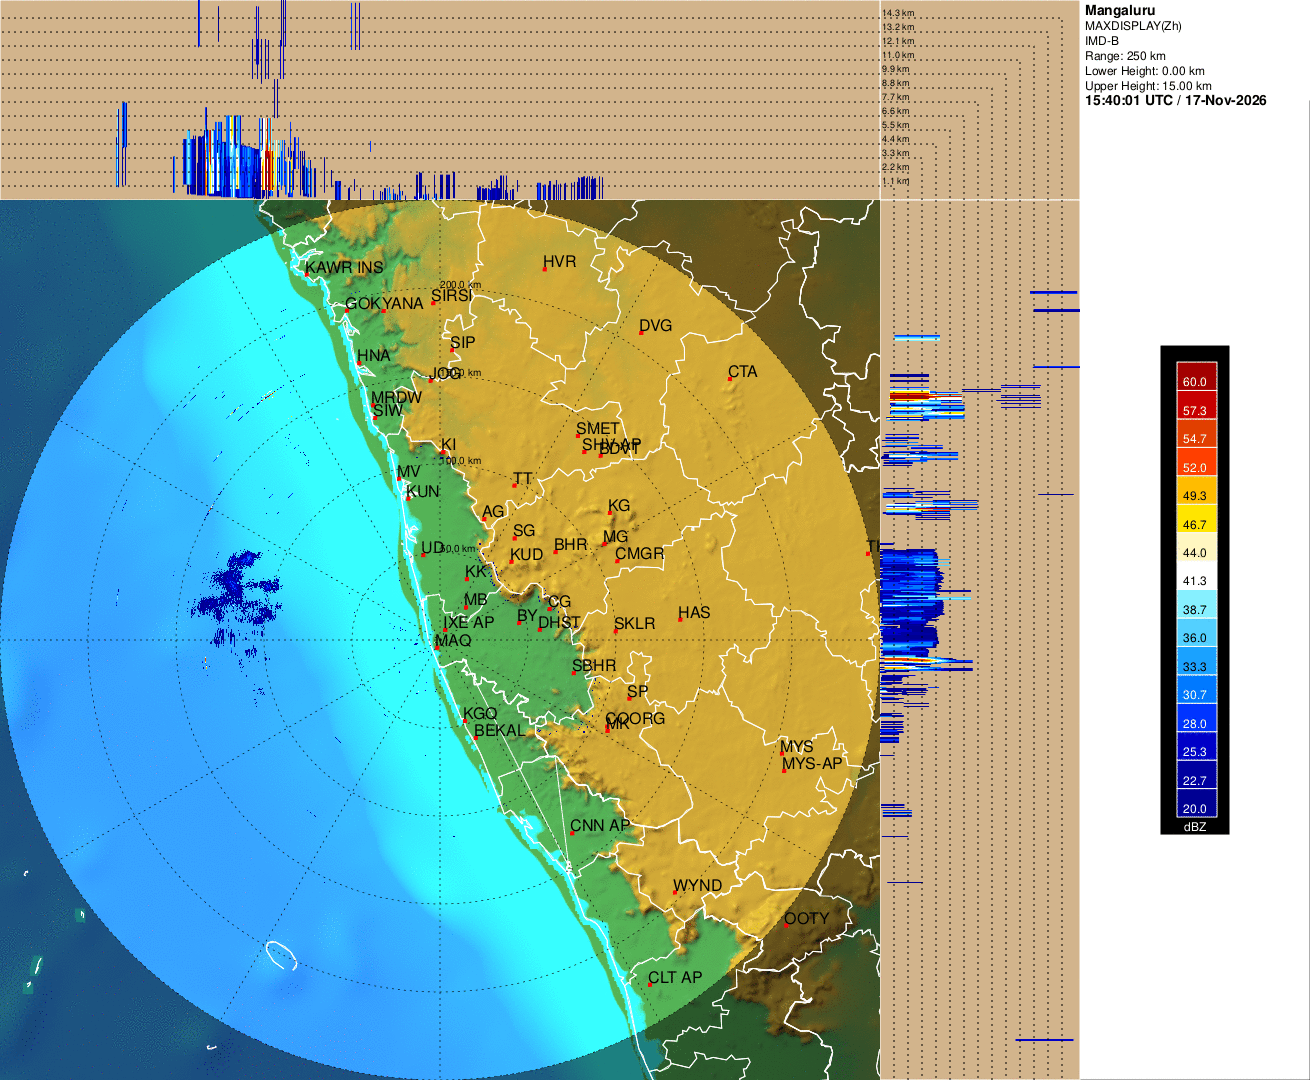 14.3 km
13.2 km
12.1 km
11.0 km
9.9 km
8.8 km
7.7 km
6.6 km
5.5 km
4.4 km
3.3 km
2.2 km
1.1 km
Mangaluru
MAXDISPLAY(Zh)
IMD-B
Range: 250 km
Lower Height: 0.00 km
Upper Height: 15.00 km
15:40:01 UTC / 17-Nov-2026
KAWR INS
HVR
200.0 km
SIRSI
GOKYANA
DVG
SIP
HNA
JOG
CTA
MRDW
SIW
SMET
KI
SHV-AP
BDVT
100.0 km
MV
TT
KUN
AG
KG
SG
MG
UD
50.0 km
KUD
BHR
CMGR
KK
MB
CG
HAS
IXE AP
BY
DHST
SKLR
MAQ
SBHR
SP
KGQ
COORG
MK
BEKAL
MYS
MYS-AP
CNN AP
WYND
OOTY
CLT AP
60.0
57.3
54.7
52.0
49.3
46.7
44.0
41.3
38.7
36.0
33.3
30.7
28.0
25.3
22.7
20.0
dBZ